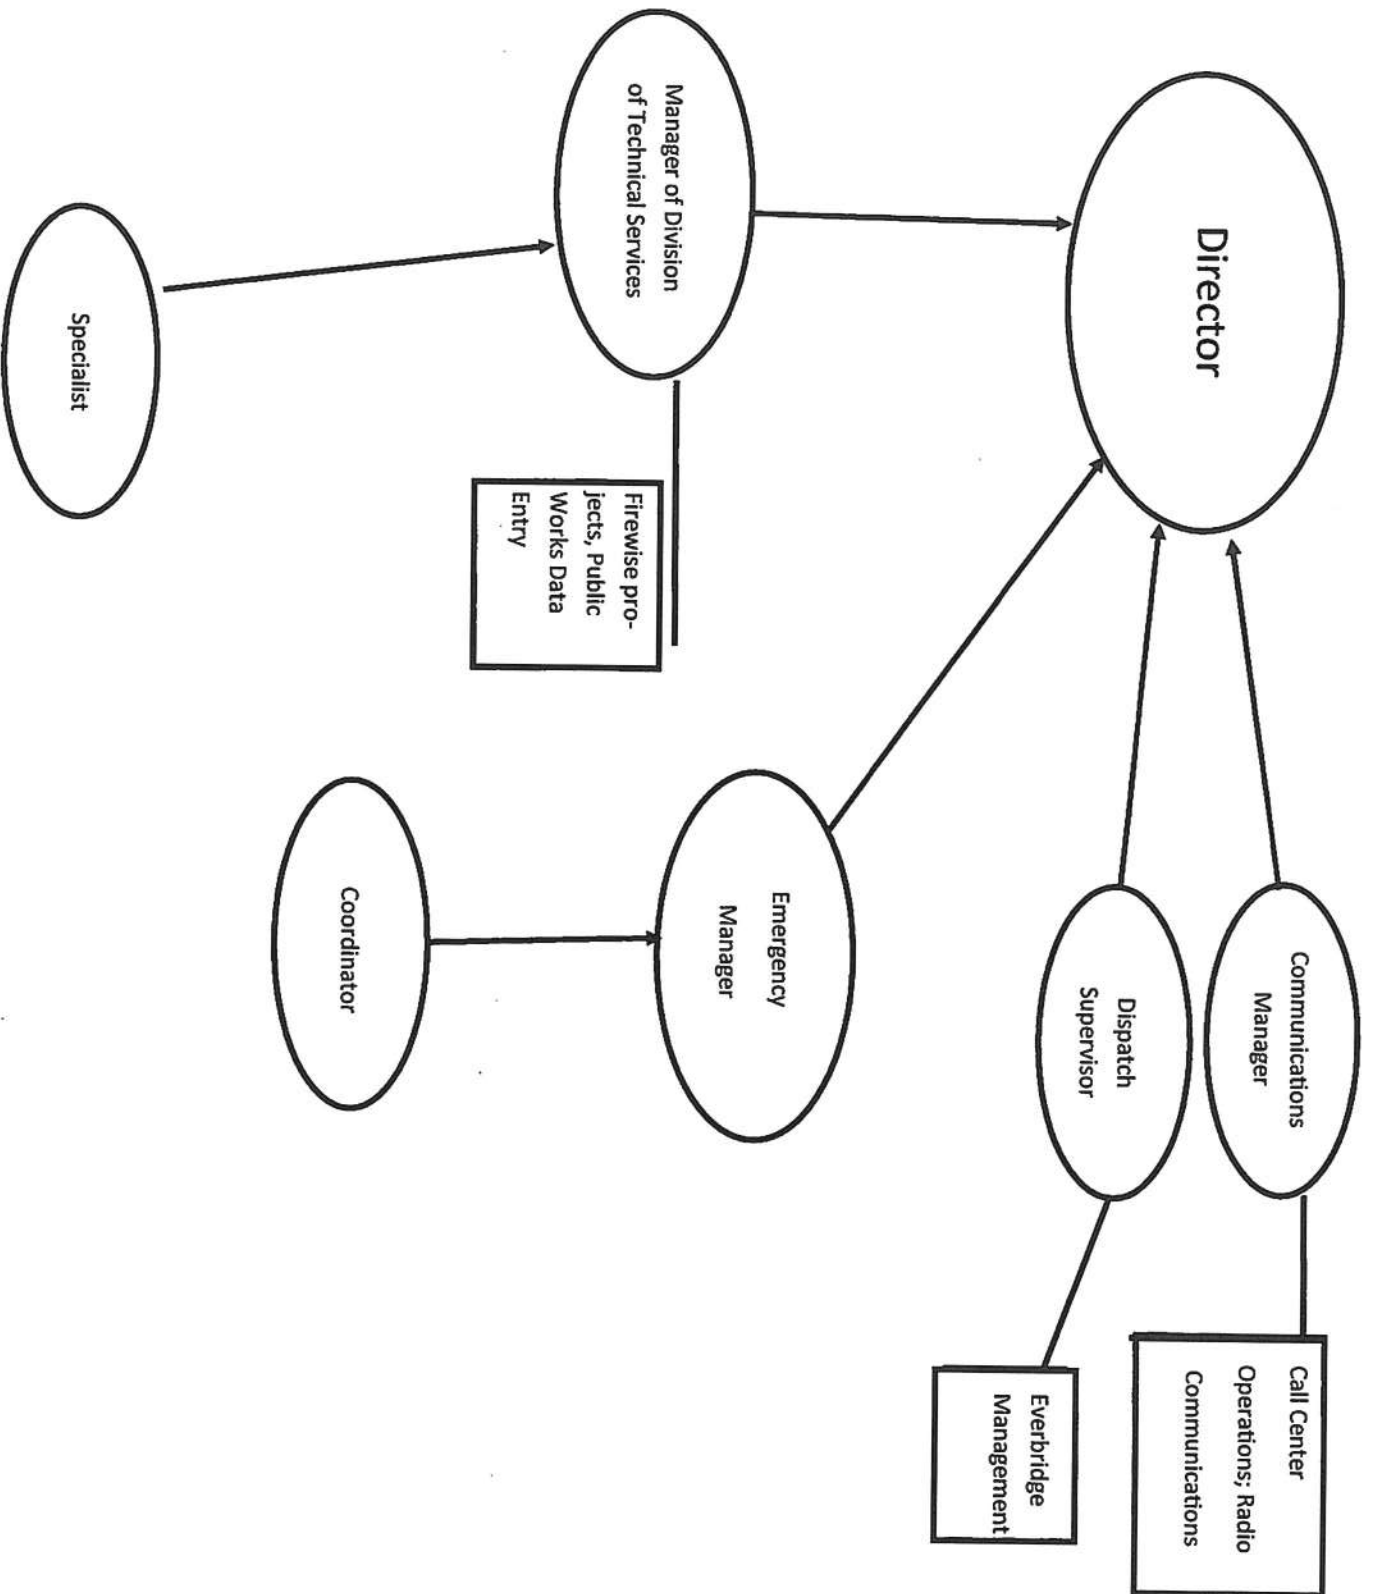 Director
Communications
Manager
Call Center
Operations; Radio
Communications
Dispatch
Supervisor
Everbridge
Management
Manager of Division
of Technical Services
Firewise pro-
jects, Public
Works Data
Entry
Emergency
Manager
Coordinator
Specialist